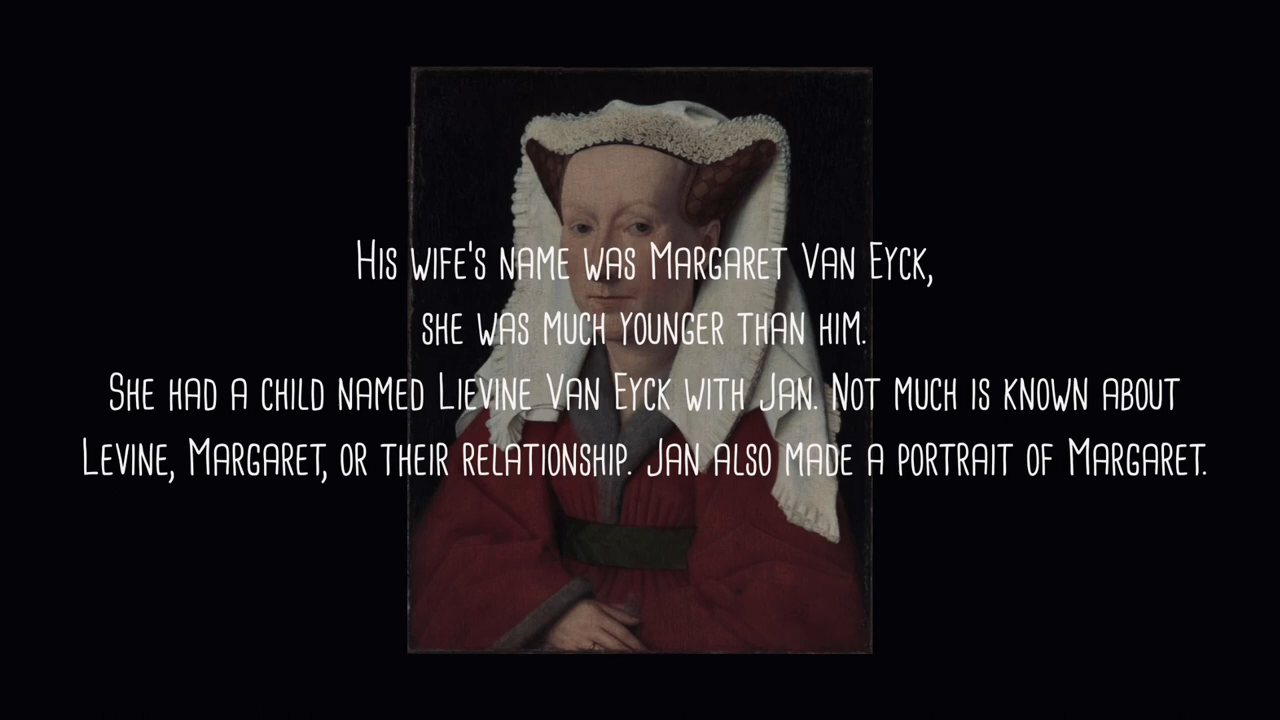 His wife's name was Margaret Van Eyck,
she was much younger than him.
She had a child named Lievine Van Eyck with Jan. Not much is known about
Levine, Margaret, or their relationship. Jan also made a portrait of Margaret.